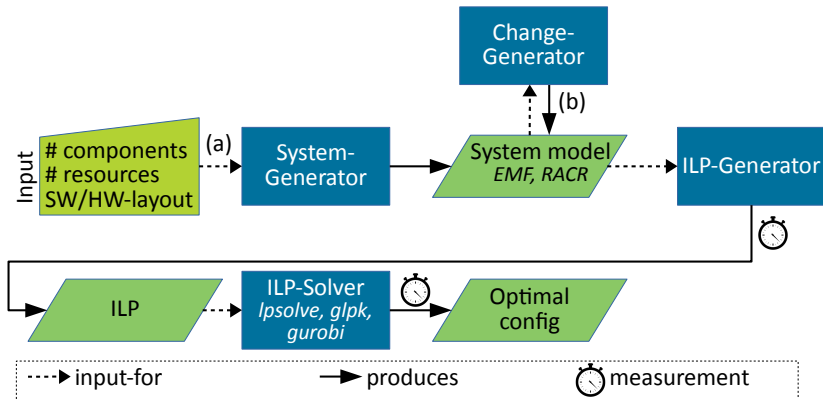 Change-
Generator
(b)
Input
# components
# resources
SW/HW-layout
(a)
System-
Generator
System model
EMF, RACR
ILP-Generator
ILP
ILP-Solver
lpsolve, glpk,
gurobi
Optimal
config
input-for
produces
measurement